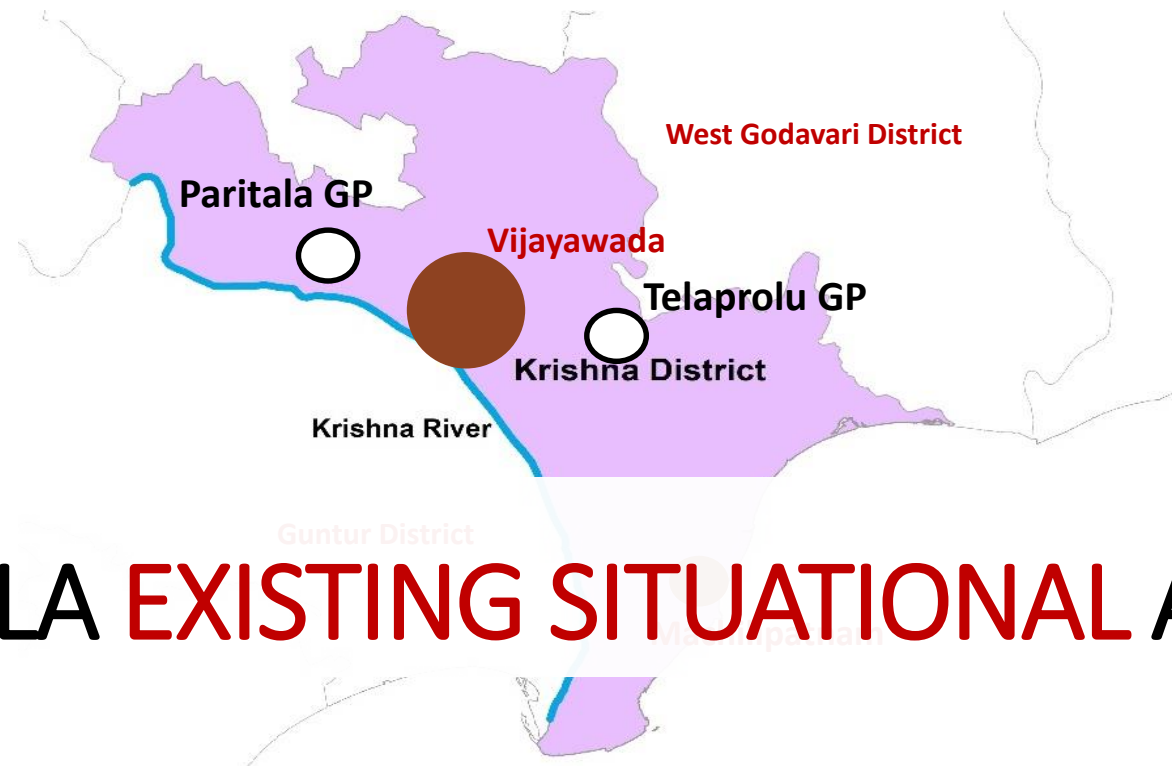 West Godavari District
Paritala GP
Vijayawada
Telaprolu GP
Krishna District
Krishna River
Guntur District
LA EXISTING SITUATIONAL A